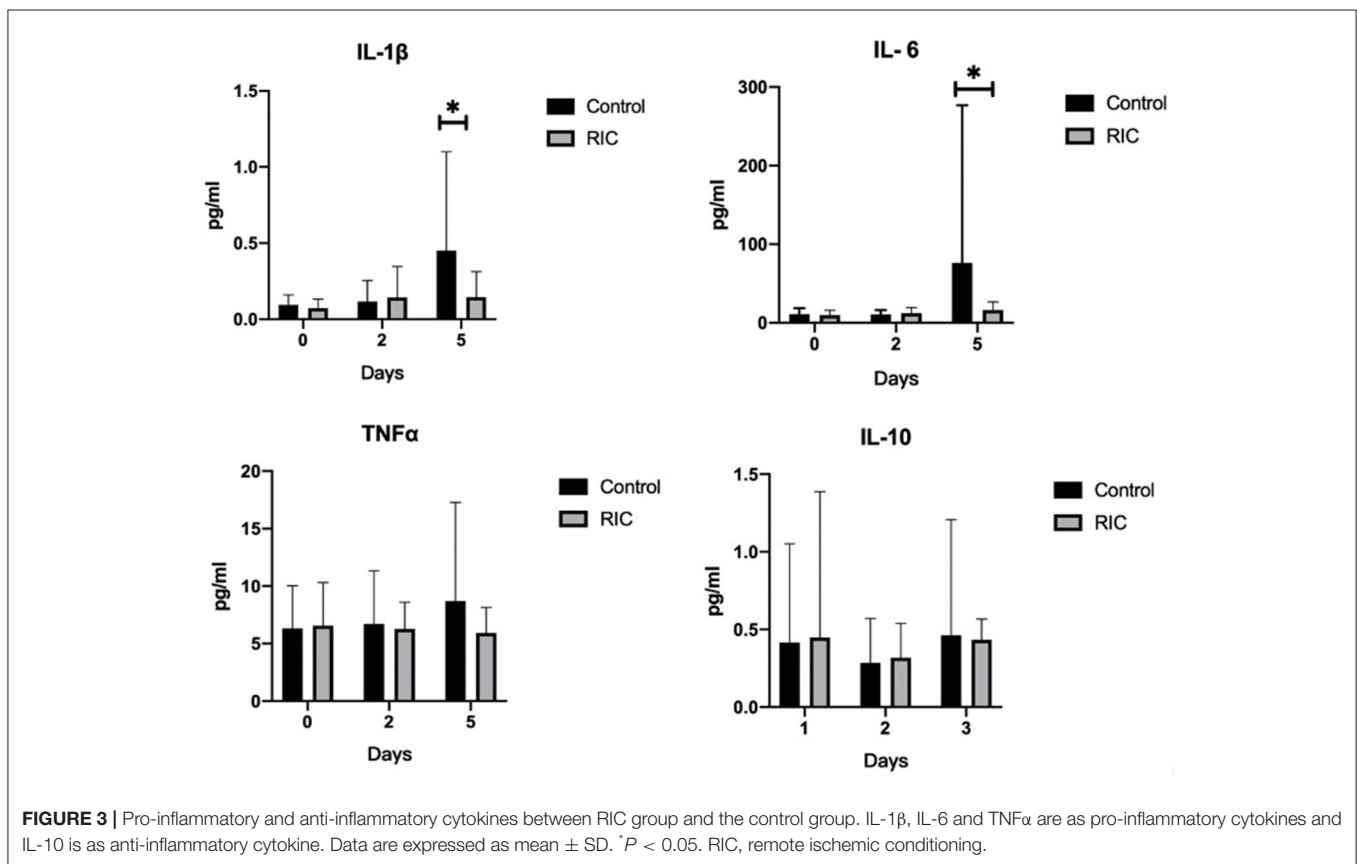 IL-1β
1.5
1.0
0.5
0.0
pg/ml
0 2 5
Days
*
Control
RIC
IL- 6
300
200
100
0
pg/ml
0 2 5
Days
*
Control
RIC
TNFα
20
15
10
5
0
pg/ml
0 2 5
Days
Control
RIC
IL-10
1.5
1.0
0.5
0.0
pg/ml
1 2 3
Days
Control
RIC
FIGURE 3 | Pro-inflammatory and anti-inflammatory cytokines between RIC group and the control group. IL-1β, IL-6 and TNFα are as pro-inflammatory cytokines and
IL-10 is as anti-inflammatory cytokine. Data are expressed as mean ± SD. *P < 0.05. RIC, remote ischemic conditioning.